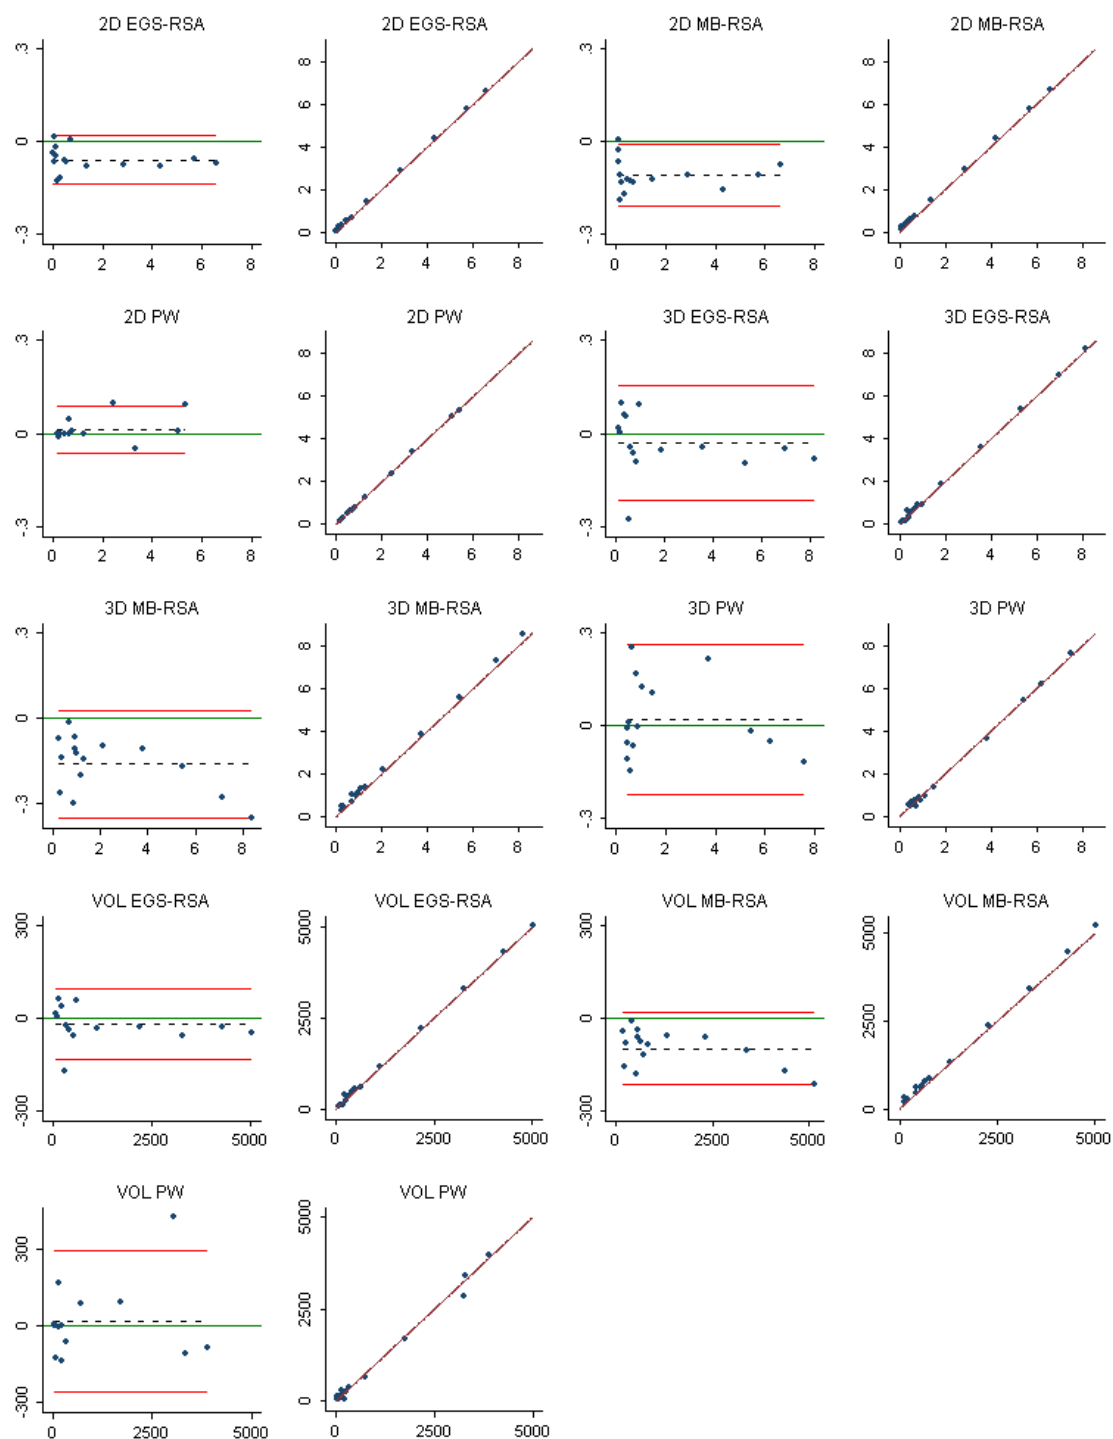 2D EGS-RSA 2D EGS-RSA 2D MB-RSA 2D MB-RSA
.3 8 .3 8
6 6
0 4 0 4
2 2
-.3 0 -.3 0
0 2 4 6 8 0 2 4 6 8 0 2 4 6 8 0 2 4 6 8
2D PW 2D PW 3D EGS-RSA 3D EGS-RSA
.3 8 .3 8
6 6
0 4 0 4
2 2
-.3 0 -.3 0
0 2 4 6 8 0 2 4 6 8 0 2 4 6 8 0 2 4 6 8
3D MB-RSA 3D MB-RSA 3D PW 3D PW
.3 8 .3 8
6 6
0 4 0 4
2 2
-.3 0 -.3 0
0 2 4 6 8 0 2 4 6 8 0 2 4 6 8 0 2 4 6 8
VOL EGS-RSA VOL EGS-RSA VOL MB-RSA VOL MB-RSA
300 5000 300 5000
0 2500 0 2500
-300 0 -300 0
0 2500 5000 0 2500 5000 0 2500 5000 0 2500 5000
VOL PW VOL PW
300 5000
0 2500
-300 0
0 2500 5000 0 2500 5000